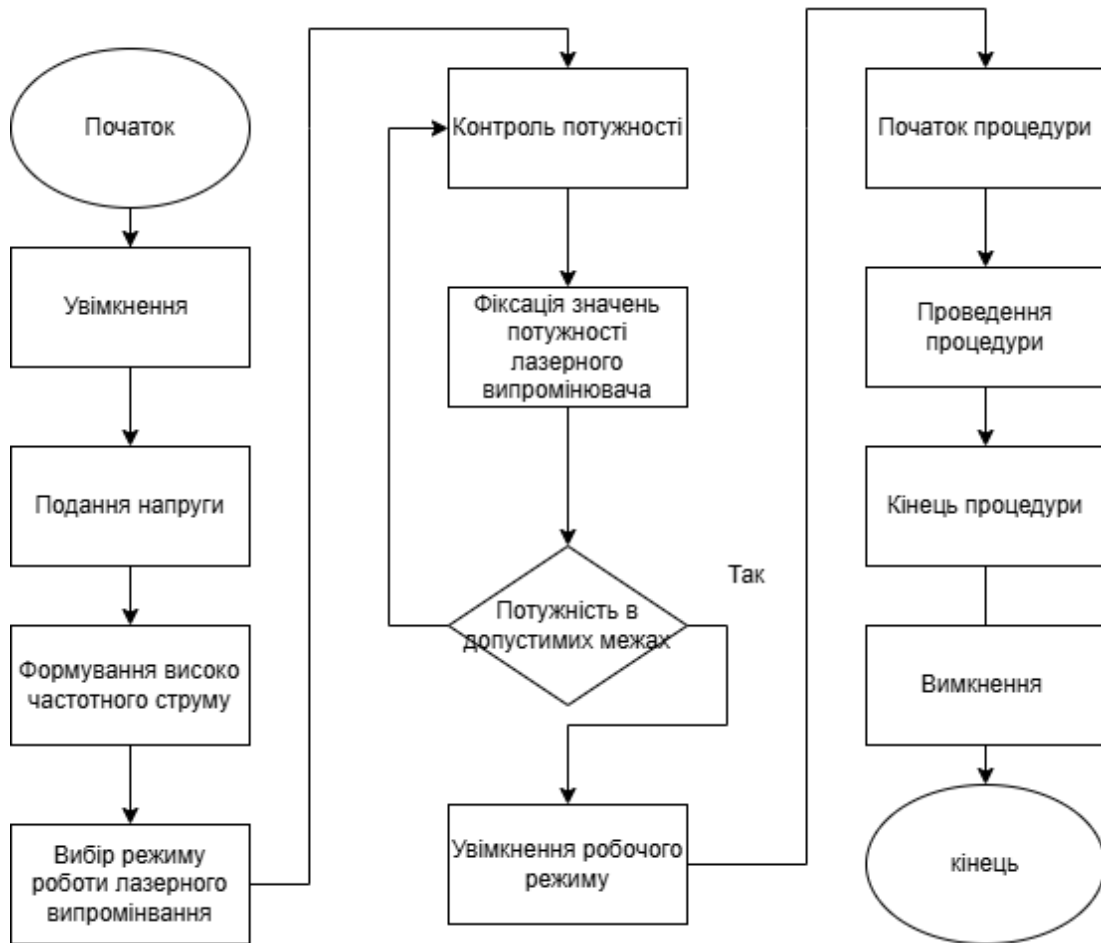 Початок
Увімкнення
Подання напруги
Формування високо
частотного струму
Вибір режиму
роботи лазерного
випромінвання
Контроль потужності
Фіксація значень
потужності
лазерного
випромінювача
Потужність в
допустимих межах
Так
Увімкнення робочого
режиму
Початок процедури
Проведення
процедури
Кінець процедури
Вимкнення
кінець